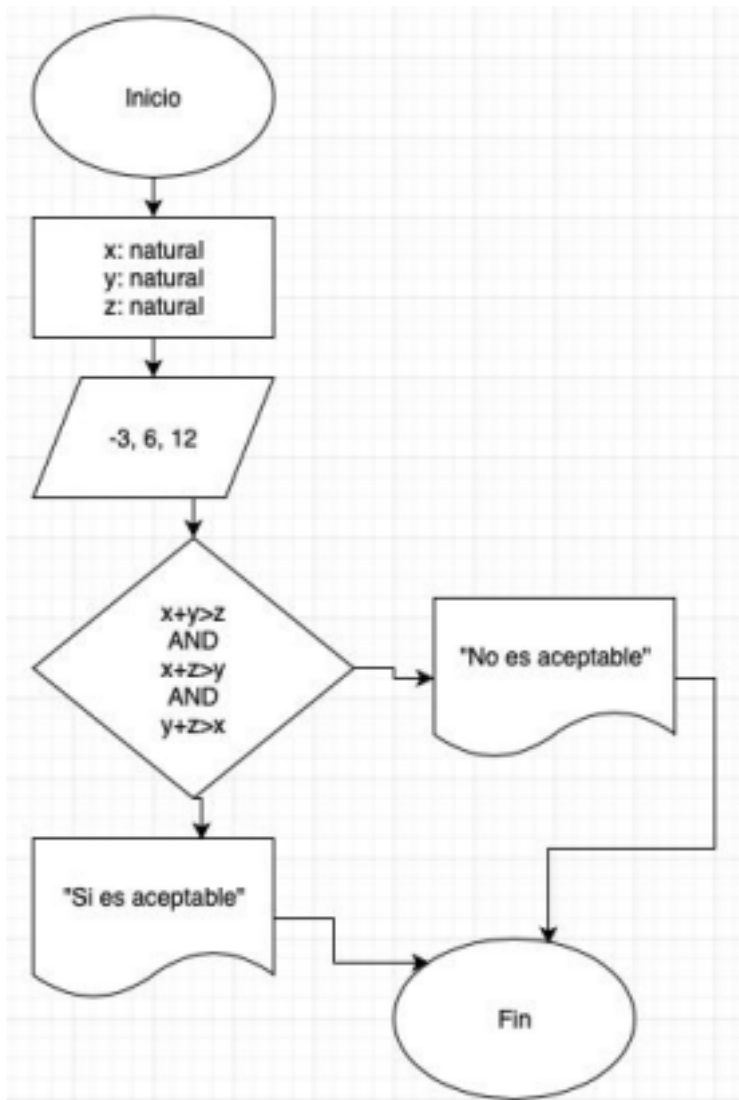 Inicio
x: natural
y: natural
z: natural
-3, 6, 12
x+y>z
AND
x+z>y
AND
y+z>x
"No es aceptable"
"Si es aceptable"
Fin